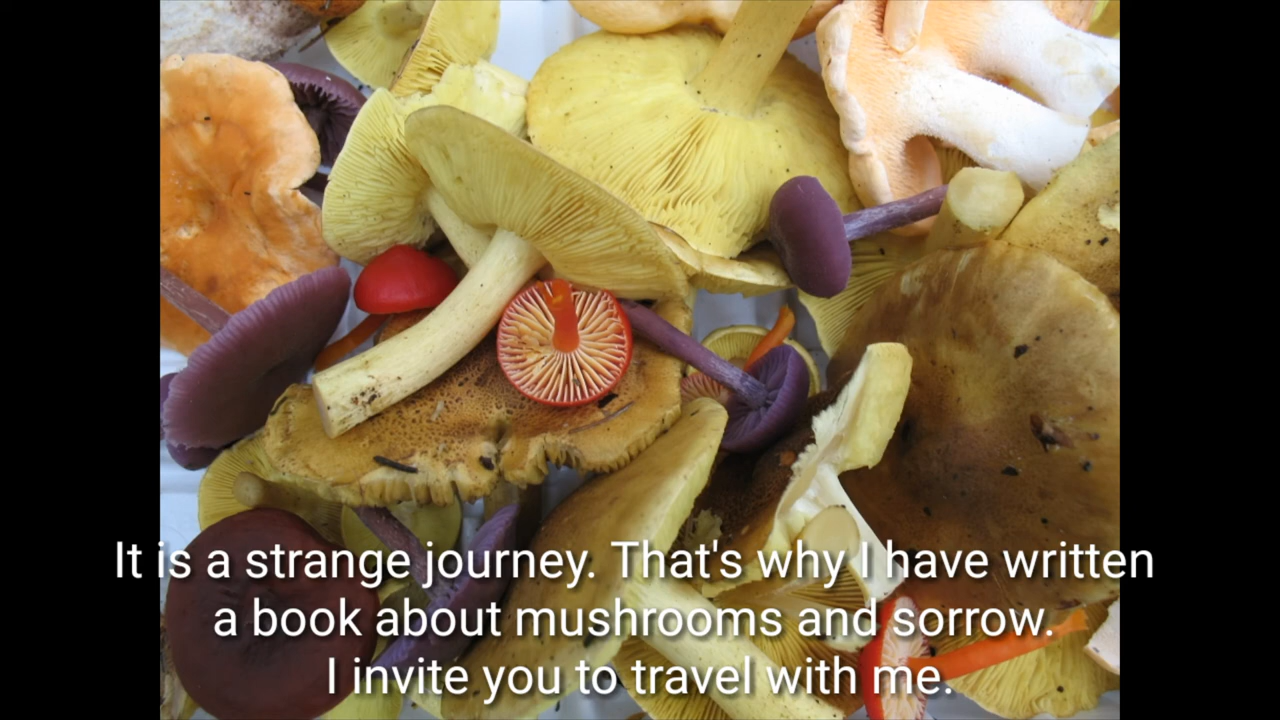 It is a strange journey. That's why I have written
a book about mushrooms and sorrow.
I invite you to travel with me.